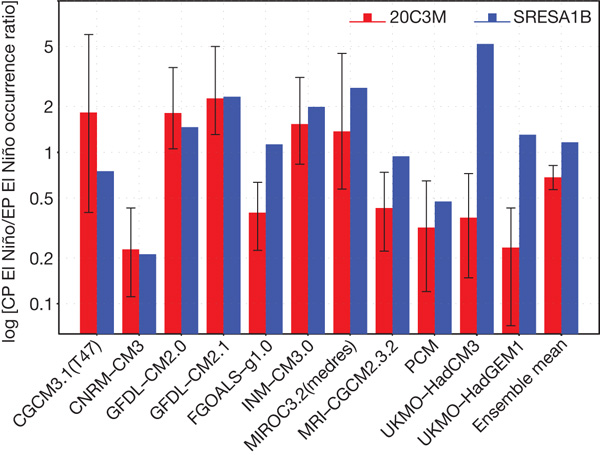 20C3M SRESA1B
log [CP El Niño/EP El Niño occurrence ratio)
5
2
1
0.5
0.2
0.1
CGCM3.1(T47)
CNRM–CM3
GFDL–CM2.0
GFDL–CM2.1
FGOALS–g1.0
INM–CM3.0
MIROC3.2(medres)
MRI–CGCM2.3.2
PCM
UKMO–HadCM3
UKMO–HadGEM1
Ensemble mean